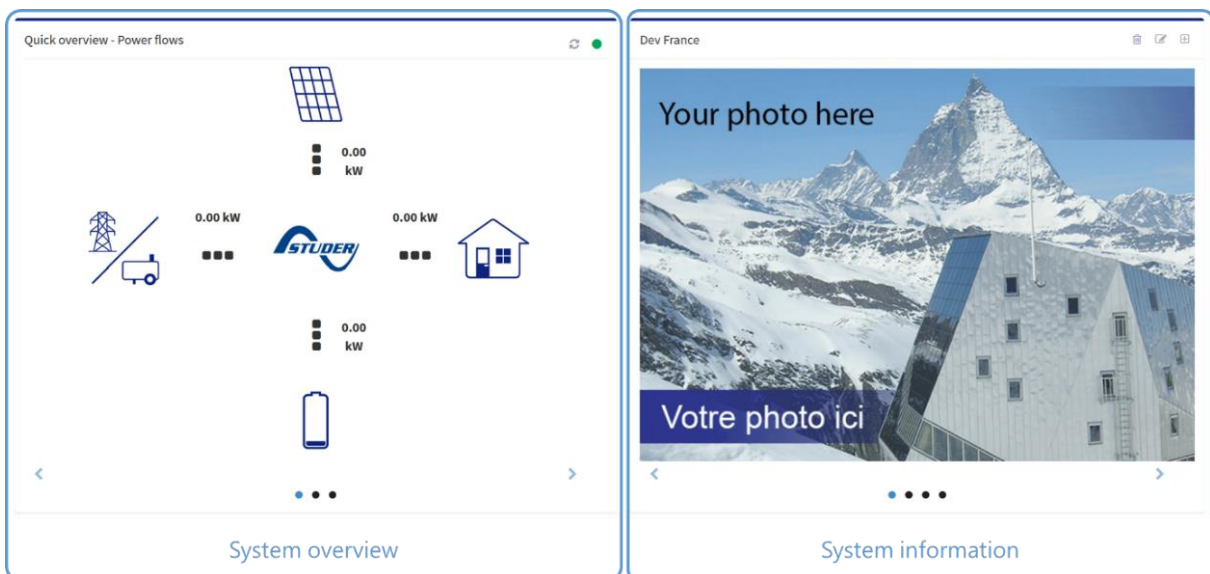 Quick overview - Power flows
0.00
kW
0.00 kW
STUDER
0.00 kW
0.00
kW
System overview
Dev France
Your photo here
Votre photo ici
System information